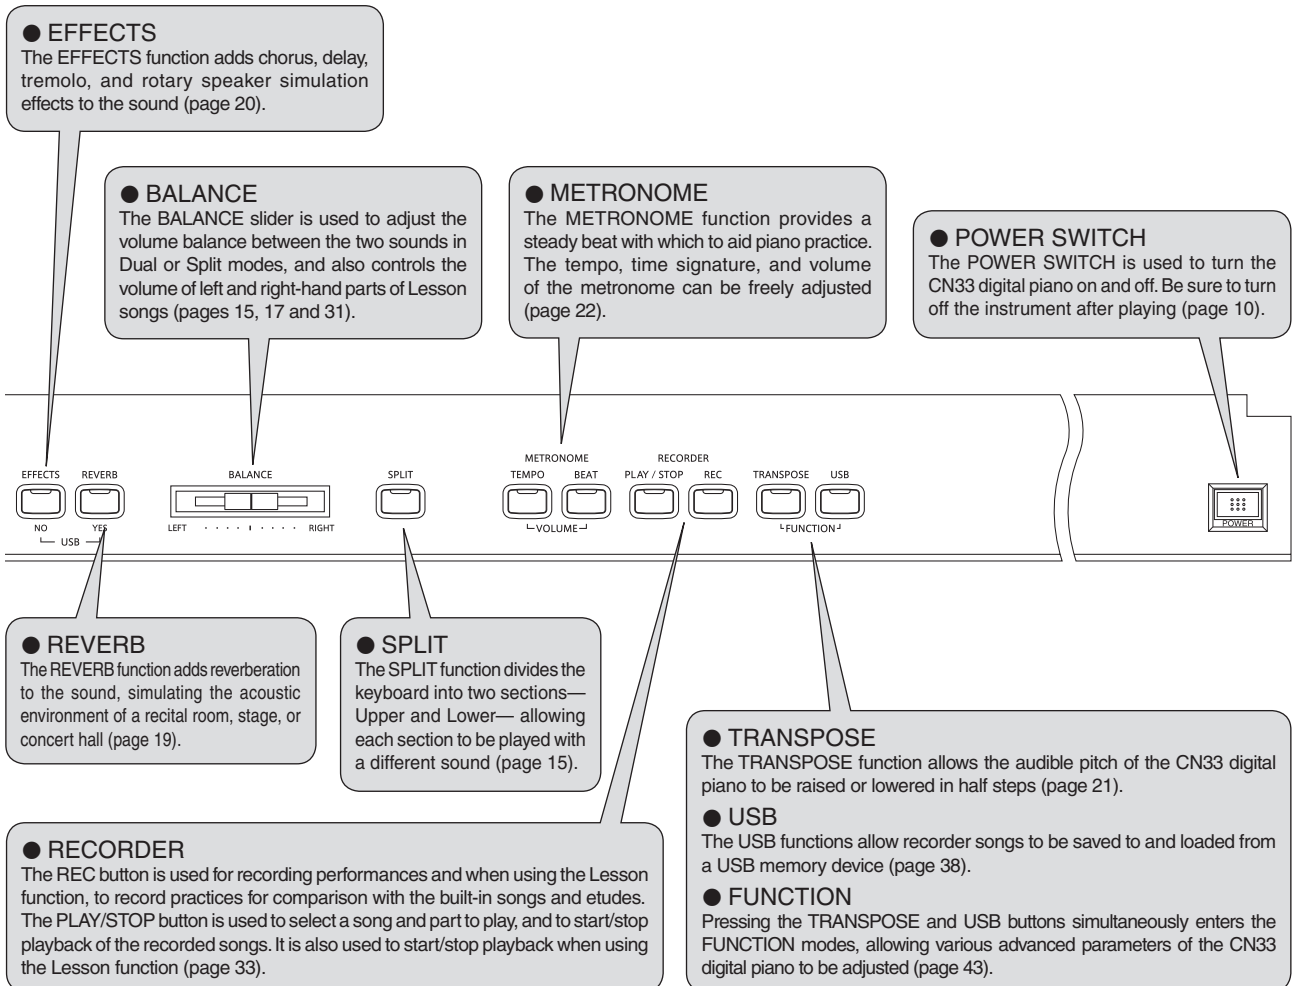 ● EFFECTS
The EFFECTS function adds chorus, delay,
tremolo, and rotary speaker simulation
effects to the sound (page 20).
● BALANCE
The BALANCE slider is used to adjust the
volume balance between the two sounds in
Dual or Split modes, and also controls the
volume of left and right-hand parts of Lesson
songs (pages 15, 17 and 31).
● METRONOME
The METRONOME function provides a
steady beat with which to aid piano practice.
The tempo, time signature, and volume
of the metronome can be freely adjusted
(page 22).
● POWER SWITCH
The POWER SWITCH is used to turn the
CN33 digital piano on and off. Be sure to turn
off the instrument after playing (page 10).
METRONOME RECORDER
EFFECTS REVERB BALANCE SPLIT TEMPO BEAT PLAY / STOP REC TRANSPOSE USB
POWER
NO YES LEFT RIGHT VOLUME FUNCTION
USB
● REVERB
The REVERB function adds reverberation
to the sound, simulating the acoustic
environment of a recital room, stage, or
concert hall (page 19).
● SPLIT
The SPLIT function divides the
keyboard into two sections—
Upper and Lower— allowing
each section to be played with
a different sound (page 15).
● RECORDER
The REC button is used for recording performances and when using the Lesson
function, to record practices for comparison with the built-in songs and etudes.
The PLAY/STOP button is used to select a song and part to play, and to start/stop
playback of the recorded songs. It is also used to start/stop playback when using
the Lesson function (page 33).
● TRANSPOSE
The TRANSPOSE function allows the audible pitch of the CN33 digital
piano to be raised or lowered in half steps (page 21).
● USB
The USB functions allow recorder songs to be saved to and loaded from
a USB memory device (page 38).
● FUNCTION
Pressing the TRANSPOSE and USB buttons simultaneously enters the
FUNCTION modes, allowing various advanced parameters of the CN33
digital piano to be adjusted (page 43).